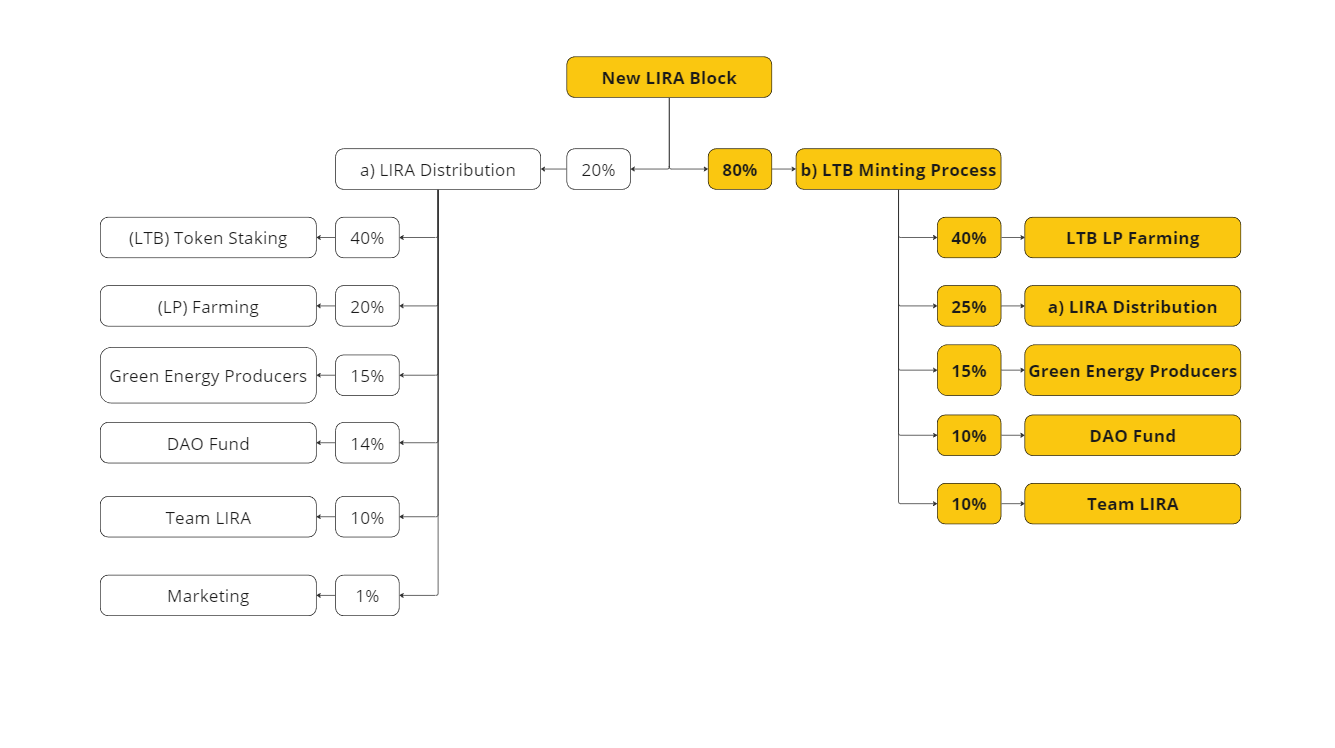 New LIRA Block
a) LIRA Distribution
20%
80%
b) LTB Minting Process
(LTB) Token Staking
40%
(LP) Farming
20%
Green Energy Producers
15%
DAO Fund
14%
Team LIRA
10%
Marketing
1%
40%
LTB LP Farming
25%
a) LIRA Distribution
15%
Green Energy Producers
10%
DAO Fund
10%
Team LIRA